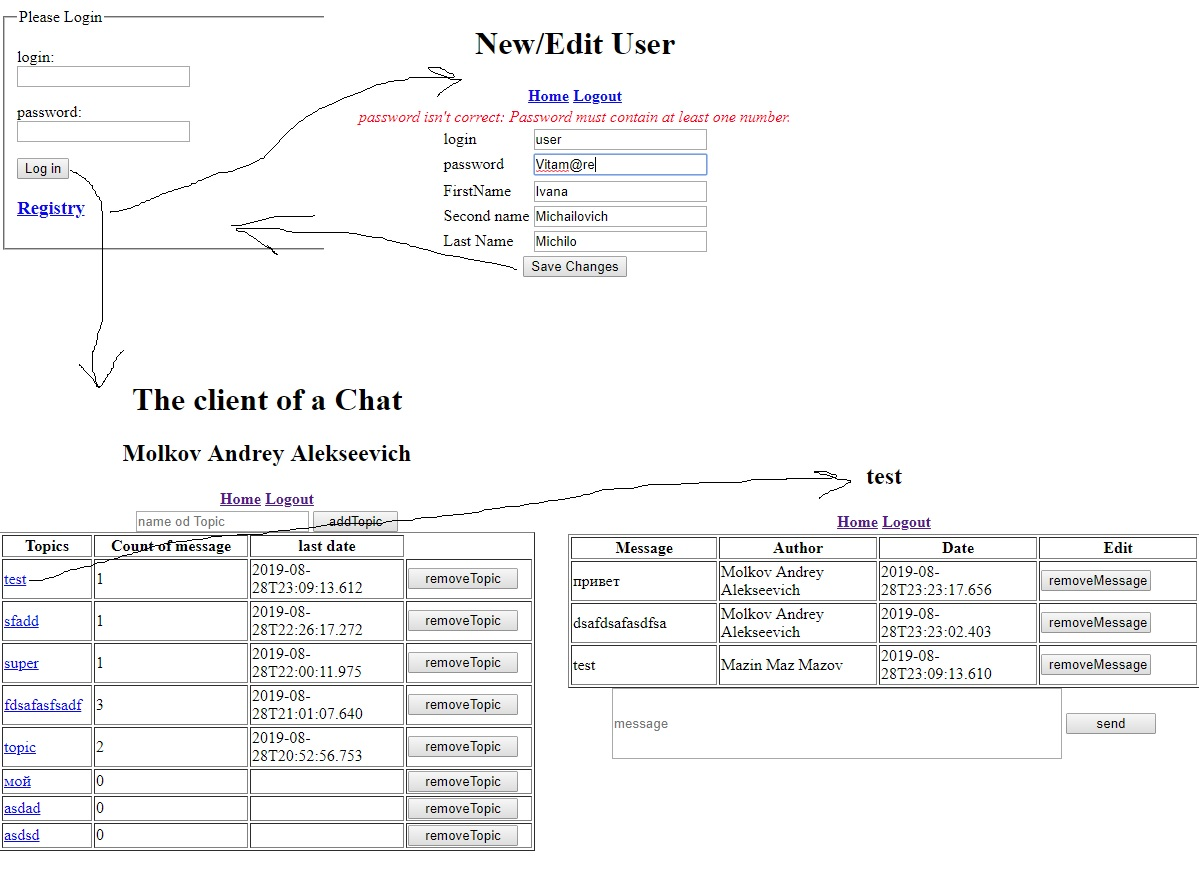 Please Login
login:
password:
Log in
Registry
New/Edit User
Home Logout
password isn't correct: Password must contain at least one number.
login user
password Vitam@re
FirstName Ivana
Second name Michailovich
Last Name Michilo
Save Changes
The client of a Chat
Molkov Andrey Alekseevich
Home Logout
name od Topic addTopic
Topics Count of message last date
test 1 2019-08-
28T23:09:13.612 removeTopic
sfadd 1 2019-08-
28T22:26:17.272 removeTopic
super 1 2019-08-
28T22:00:11.975 removeTopic
fdsafasfsadf 3 2019-08-
28T21:01:07.640 removeTopic
topic 2 2019-08-
28T20:52:56.753 removeTopic
мой 0 removeTopic
asdad 0 removeTopic
asdsd 0 removeTopic
test
Home Logout
Message Author Date Edit
привет Molkov Andrey
Alekseevich 2019-08-
28T23:23:17.656 removeMessage
dsafdsafasdfsa Molkov Andrey
Alekseevich 2019-08-
28T23:23:02.403 removeMessage
test Mazin Maz Mazov 2019-08-
28T23:09:13.610 removeMessage
message send